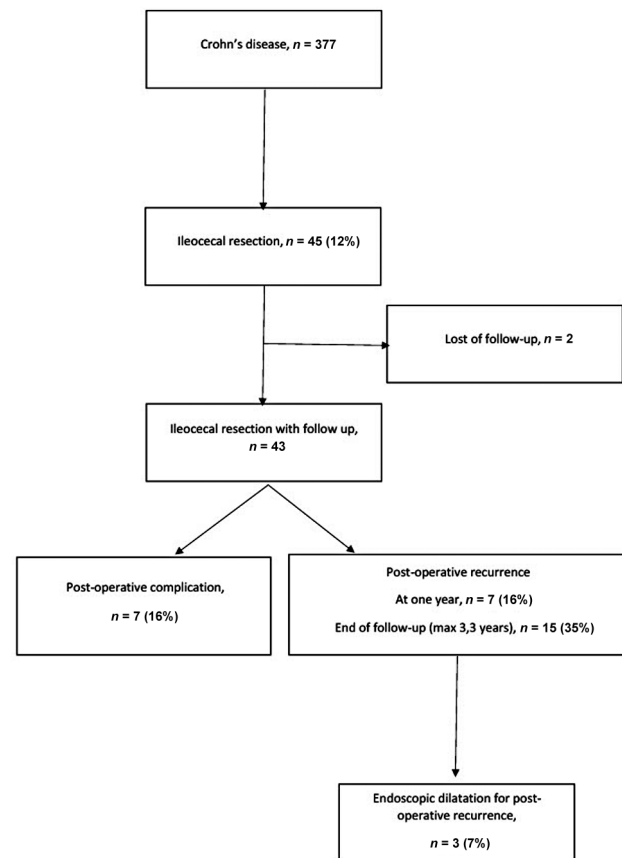 Crohn's disease, n = 377
Ileocecal resection, n = 45 (12%)
Lost of follow-up, n = 2
Ileocecal resection with follow up,
n = 43
Post-operative complication,
n = 7 (16%)
Post-operative recurrence
At one year, n = 7 (16%)
End of follow-up (max 3,3 years), n = 15 (35%)
Endoscopic dilatation for post-
operative recurrence,
n = 3 (7%)